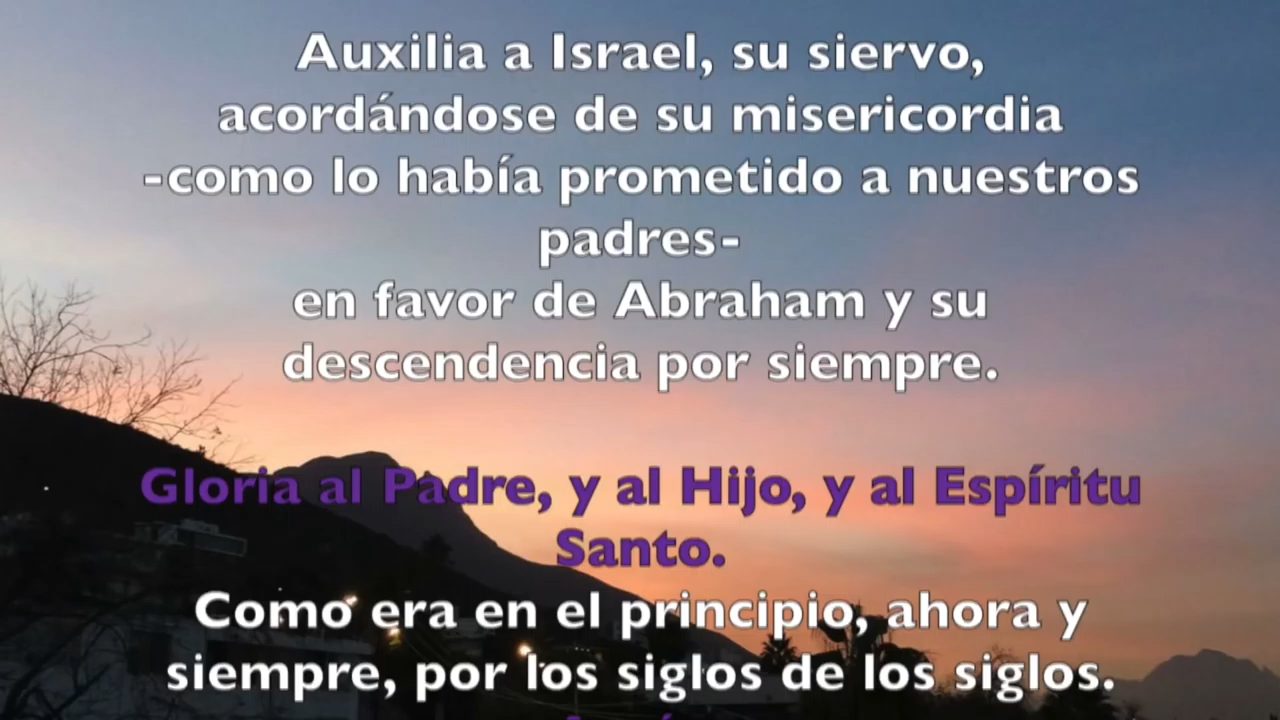 Auxilia a Israel, su siervo,
acordándose de su misericordia
-como lo había prometido a nuestros
padres-
en favor de Abraham y su
descendencia por siempre.
Gloria al Padre, y al Hijo, y al Espíritu
Santo.
Como era en el principio, ahora y
siempre, por los siglos de los siglos.